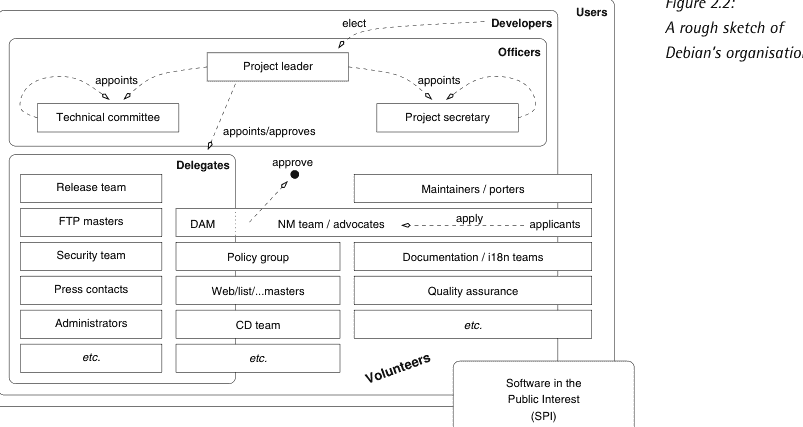 Users
Figure 2.2:
A rough sketch of
Debian's organisation
elect
Developers
Officers
Project leader
appoints
appoints
Technical committee
Project secretary
appoints/approves
Delegates
approve
Release team
Maintainers / porters
FTP masters
DAM
NM team / advocates
apply
applicants
Security team
Policy group
Documentation / i18n teams
Press contacts
Web/list/...masters
Quality assurance
Administrators
CD team
etc.
etc.
etc.
Volunteers
Software in the
Public Interest
(SPI)